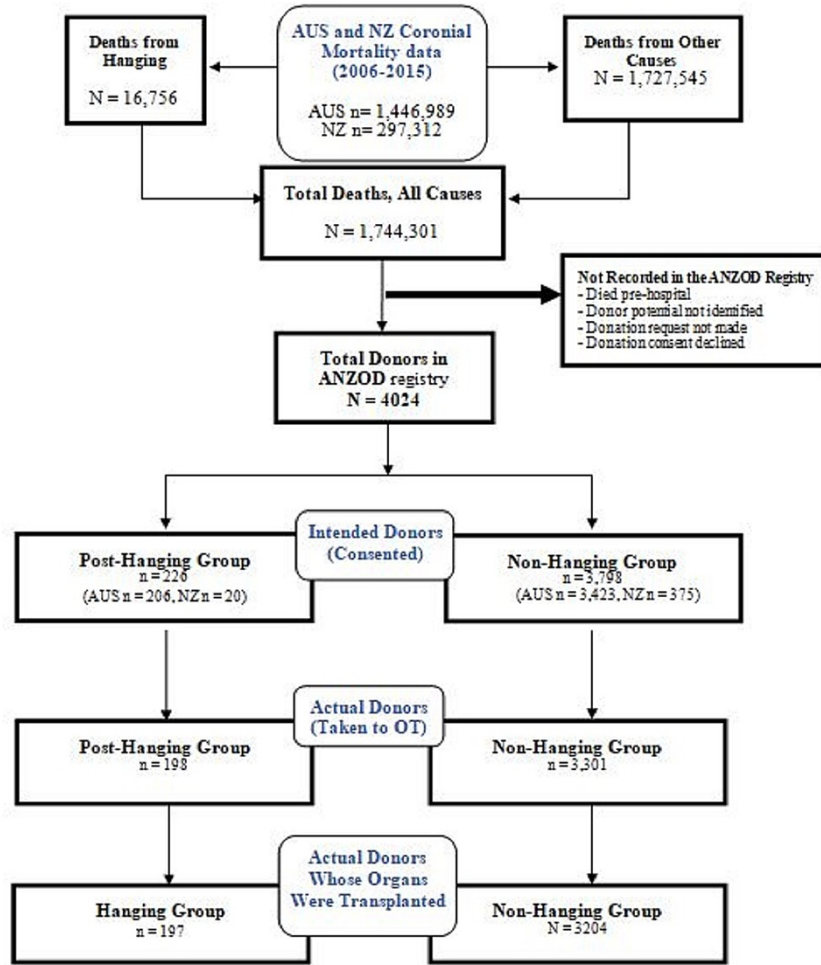 Deaths from
Hanging
N = 16,756
AUS and NZ Coronial
Mortality data
(2006-2015)
AUS n= 1,446,989
NZ n= 297,312
Deaths from Other
Causes
N = 1,727,545
Total Deaths, All Causes
N = 1,744,301
Not Recorded in the ANZOD Registry
- Died pre-hospital
- Donor potential not identified
- Donation request not made
- Donation consent declined
Total Donors in
ANZOD registry
N = 4024
Intended Donors
(Consented)
Post-Hanging Group
n = 226
(AUS n = 206, NZ n = 20)
Non-Hanging Group
n = 3,798
(AUS n = 3,423, NZ n = 375)
Actual Donors
(Taken to OT)
Post-Hanging Group
n = 198
Non-Hanging Group
n = 3,301
Actual Donors
Whose Organs
Were Transplanted
Hanging Group
n = 197
Non-Hanging Group
N = 3204